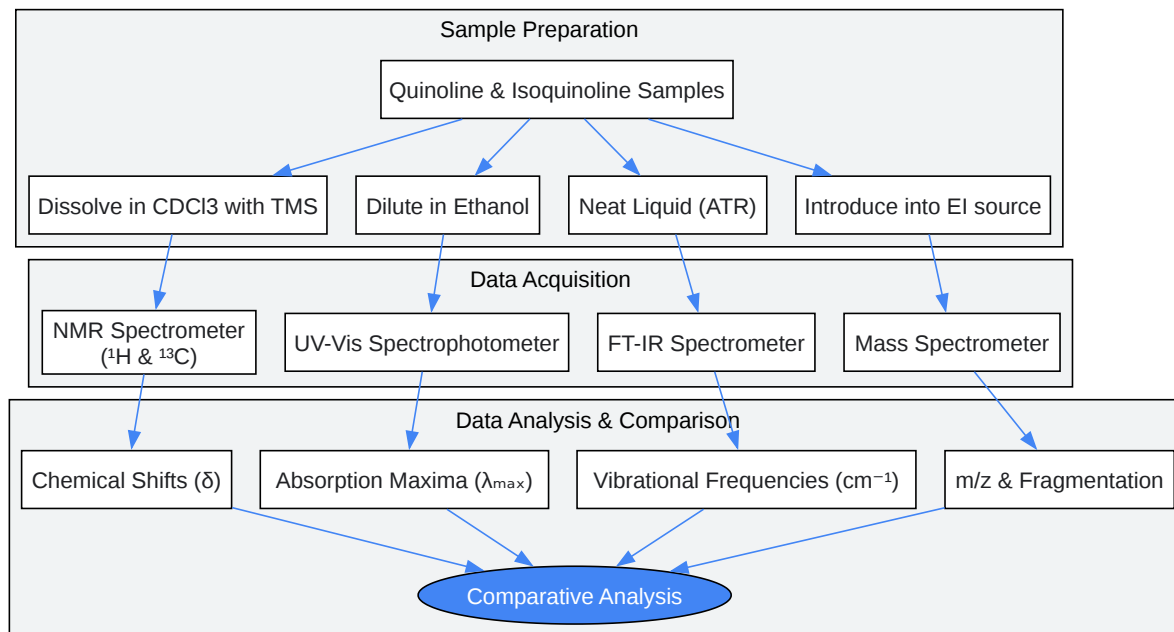 Sample Preparation
Quinoline & Isoquinoline Samples
Dissolve in CDCl3 with TMS
Dilute in Ethanol
Neat Liquid (ATR)
Introduce into EI source
Data Acquisition
NMR Spectrometer
(¹H & ¹³C)
UV-Vis Spectrophotometer
FT-IR Spectrometer
Mass Spectrometer
Data Analysis & Comparison
Chemical Shifts (δ)
Absorption Maxima (λₘₐₓ)
Vibrational Frequencies (cm⁻¹)
m/z & Fragmentation
Comparative Analysis